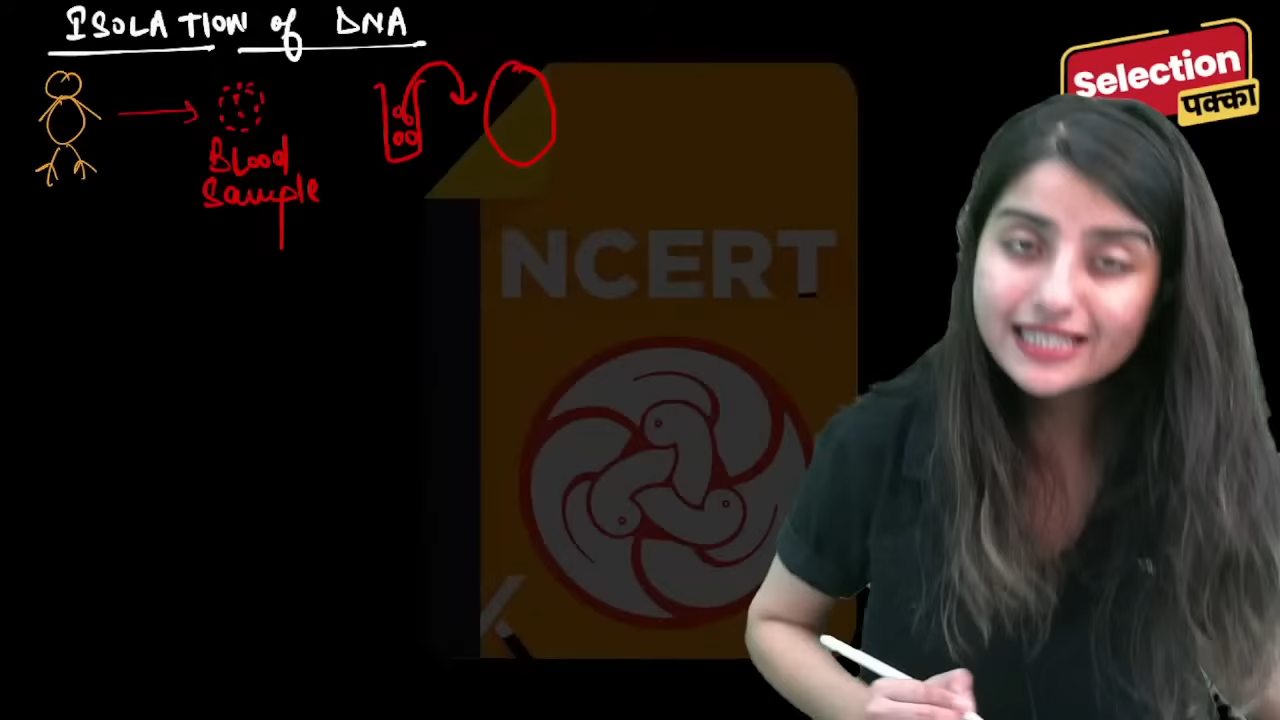 ISOLATION of DNA
Selection
पक्का
Blood
Sample
NCERT